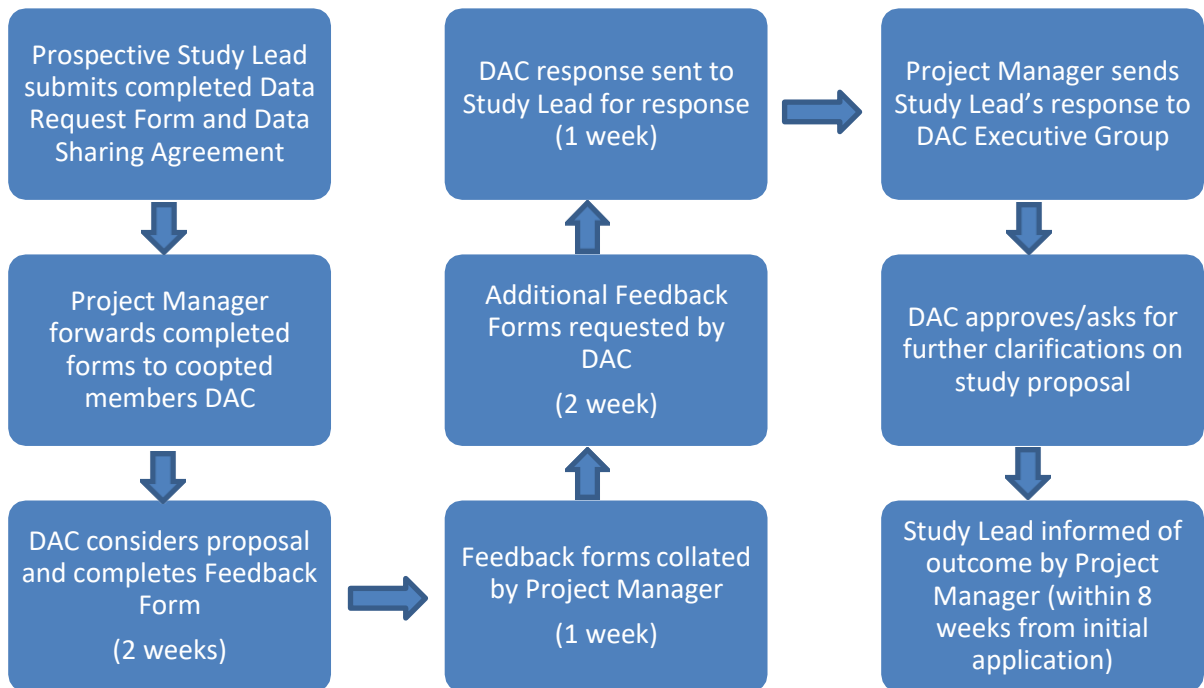 Prospective Study Lead
submits completed Data
Request Form and Data
Sharing Agreement
Project Manager
forwards completed
forms to coopted
members DAC
DAC considers proposal
and completes Feedback
Form
(2 weeks)
Feedback forms collated
by Project Manager
(1 week)
Additional Feedback
Forms requested by
DAC
(2 week)
DAC response sent to
Study Lead for response
(1 week)
Project Manager sends
Study Lead’s response to
DAC Executive Group
DAC approves/asks for
further clarifications on
study proposal
Study Lead informed of
outcome by Project
Manager (within 8
weeks from initial
application)